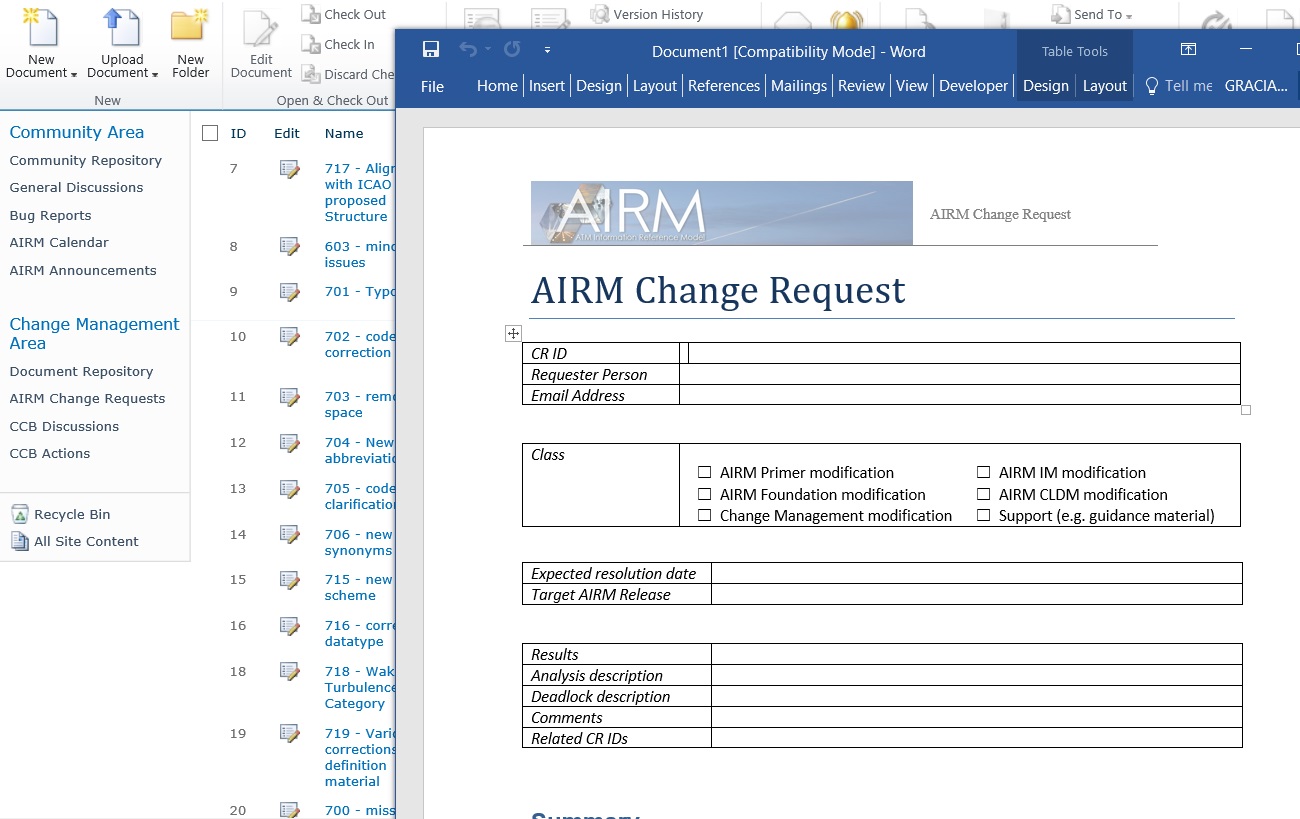 New
Document
Upload
Document
New
Folder
New
Edit
Document
Check Out
Check In
Discard Che
Open & Check Out
Version History
Send To
Community Area
Community Repository
General Discussions
Bug Reports
AIRM Calendar
AIRM Announcements
Change Management
Area
Document Repository
AIRM Change Requests
CCB Discussions
CCB Actions
Recycle Bin
All Site Content
ID Edit Name
7 717 - Align
with ICAO
proposed
Structure
8 603 - mino
issues
9 701 - Typo
10 702 - code
correction
11 703 - remo
space
12 704 - New
abbreviatio
13 705 - code
clarification
14 706 - new
synonyms
15 715 - new
scheme
16 716 - corre
datatype
18 718 - Wak
Turbulence
Category
19 719 - Vario
corrections
definition
material
20 700 - miss
Document1 [Compatibility Mode] - Word
Table Tools
File Home Insert Design Layout References Mailings Review View Developer Design Layout Tell me GRACIA...
AIRM
ATM Information Reference Model
AIRM Change Request
AIRM Change Request
CR ID
Requester Person
Email Address
Class
AIRM Primer modification AIRM IM modification
AIRM Foundation modification AIRM CLDM modification
Change Management modification Support (e.g. guidance material)
Expected resolution date
Target AIRM Release
Results
Analysis description
Deadlock description
Comments
Related CR IDs
Summary